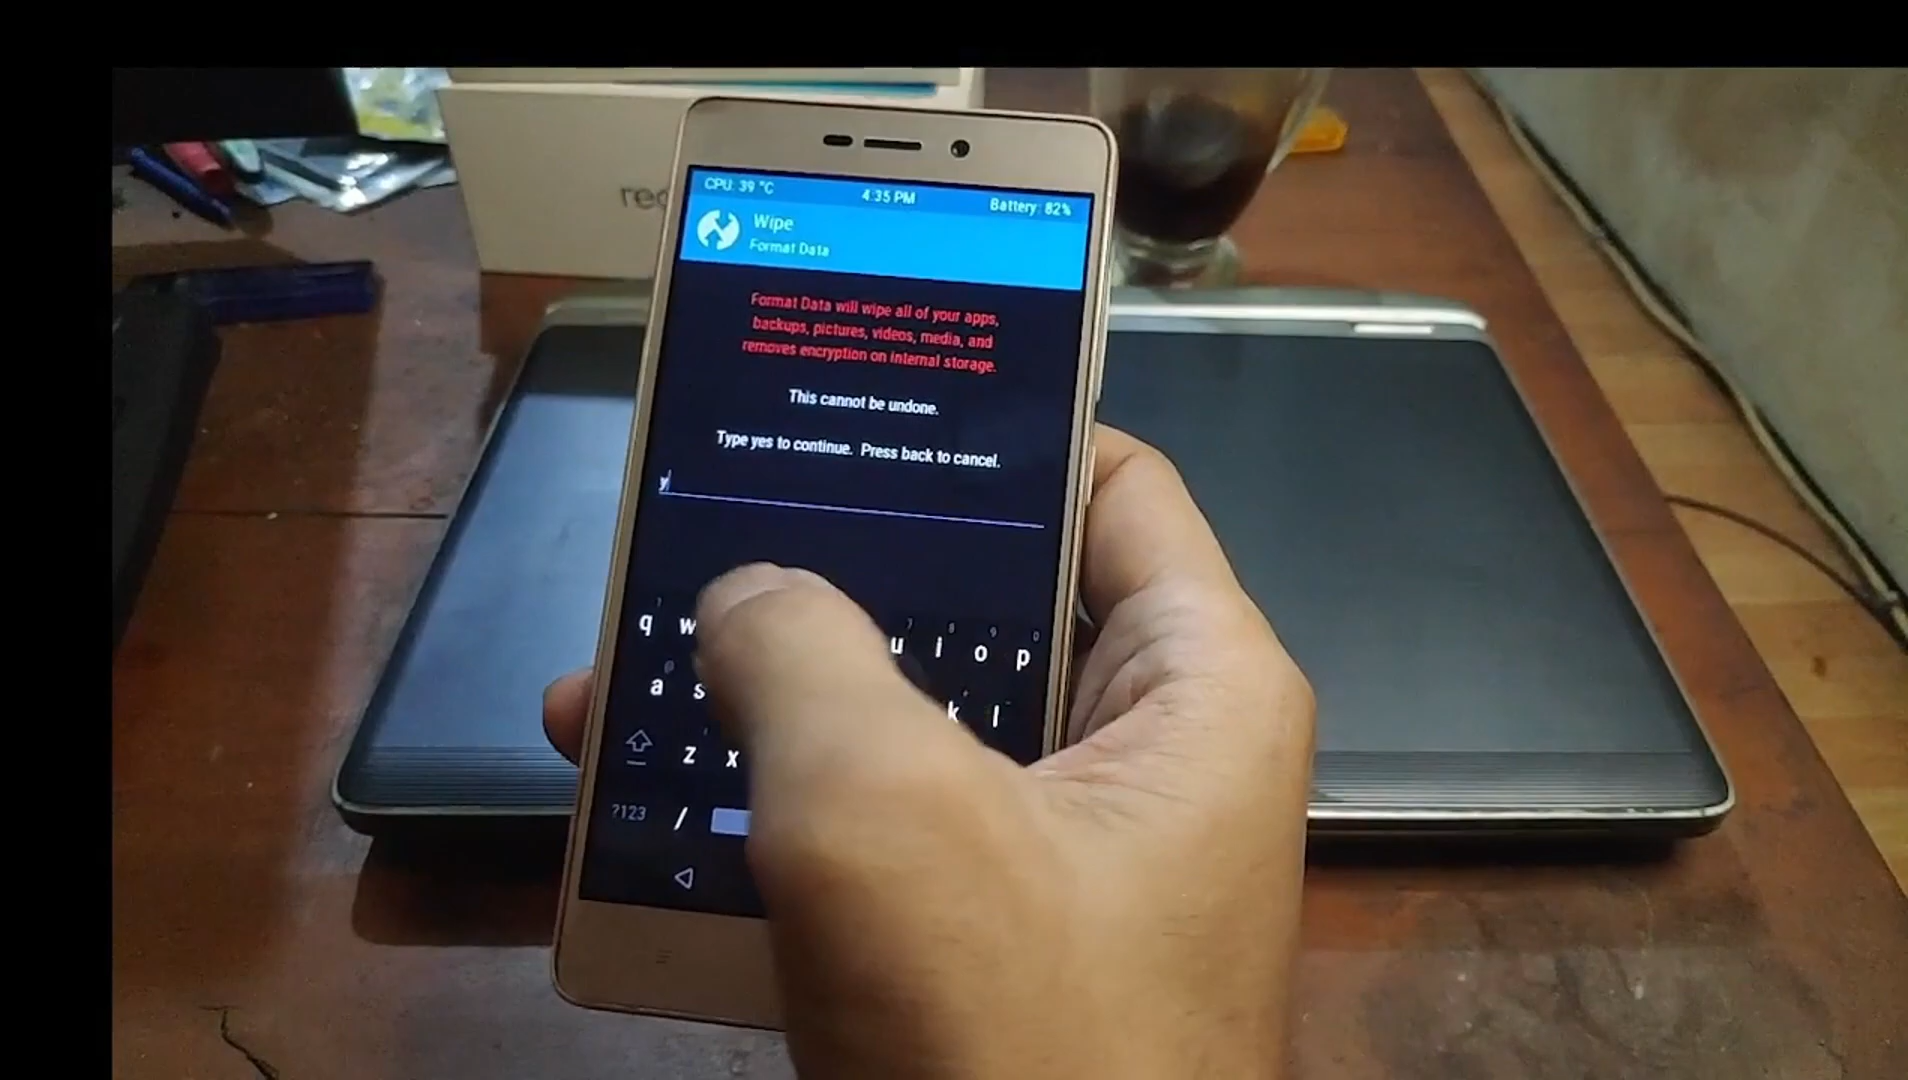 CPU: 39 °C
4:35 PM
Battery: 82%
Wipe
Format Data
Format Data will wipe all of your apps,
backups, pictures, videos, media, and
removes encryption on internal storage.
This cannot be undone.
Type yes to continue. Press back to cancel.
y
q w u i o p
a s k l
z x
?123 /